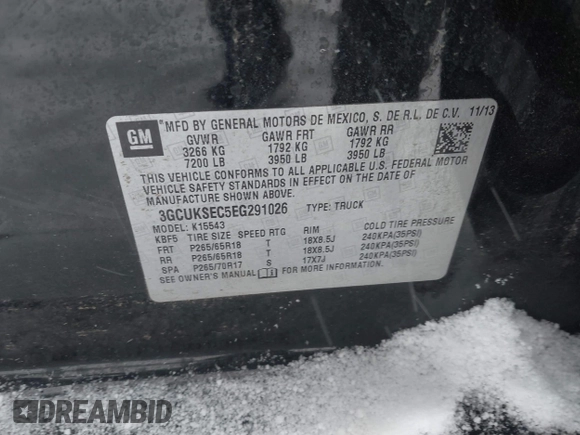 GM
MFD BY GENERAL MOTORS DE MEXICO, S. DE R.L. DE C.V. 11/13
GVWR GAWR FRT GAWR RR
3266 KG 1792 KG 1792 KG
7200 LB 3950 LB 3950 LB
THIS VEHICLE CONFORMS TO ALL APPLICABLE U.S. FEDERAL MOTOR
VEHICLE SAFETY STANDARDS IN EFFECT ON THE DATE OF
MANUFACTURE SHOWN ABOVE.
3GCUKSEC5EG291026 TYPE: TRUCK
MODEL: K15543
KBF5 TIRE SIZE SPEED RTG RIM COLD TIRE PRESSURE
FRT P265/65R18 T 18X8.5J 240KPA(35PSI)
RR P265/65R18 T 18X8.5J 240KPA(35PSI)
SPA P265/70R17 S 17X7J 240KPA(35PSI)
SEE OWNER'S MANUAL FOR MORE INFORMATION.
DREAMBID